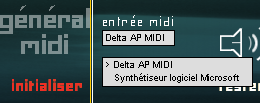 général
midi
initialiser
entrée midi
Delta AP MIDI
> Delta AP MIDI
Synthétiseur logiciel Microsoft